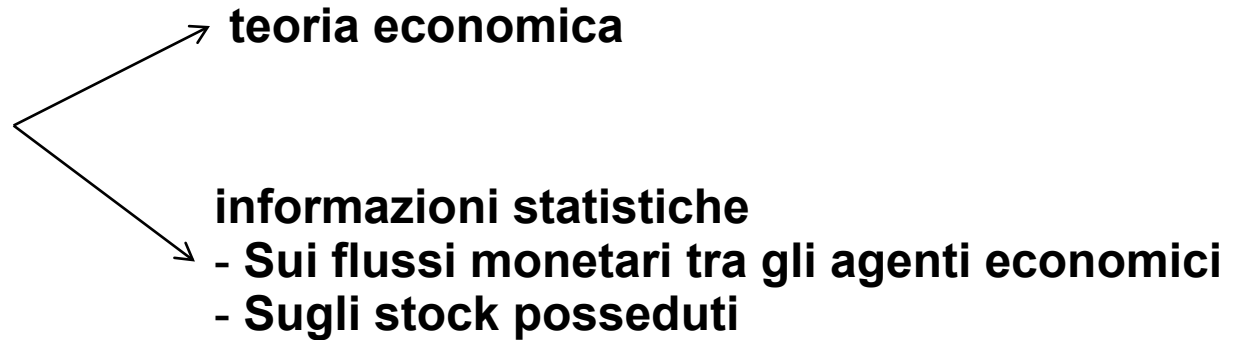 teoria economica
informazioni statistiche
- Sui flussi monetari tra gli agenti economici
- Sugli stock posseduti